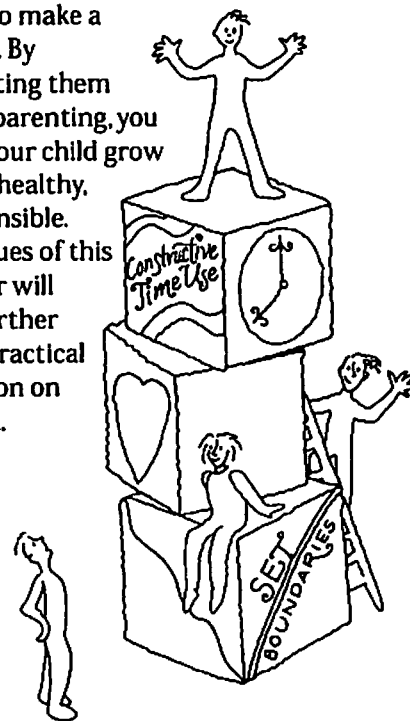 to make a
. By
ting them
parenting, you
our child grow
healthy,
nsible.
ues of this
r will
rther
ractical
on on
.
Constructive
Time Use
SET
BOUNDARIES